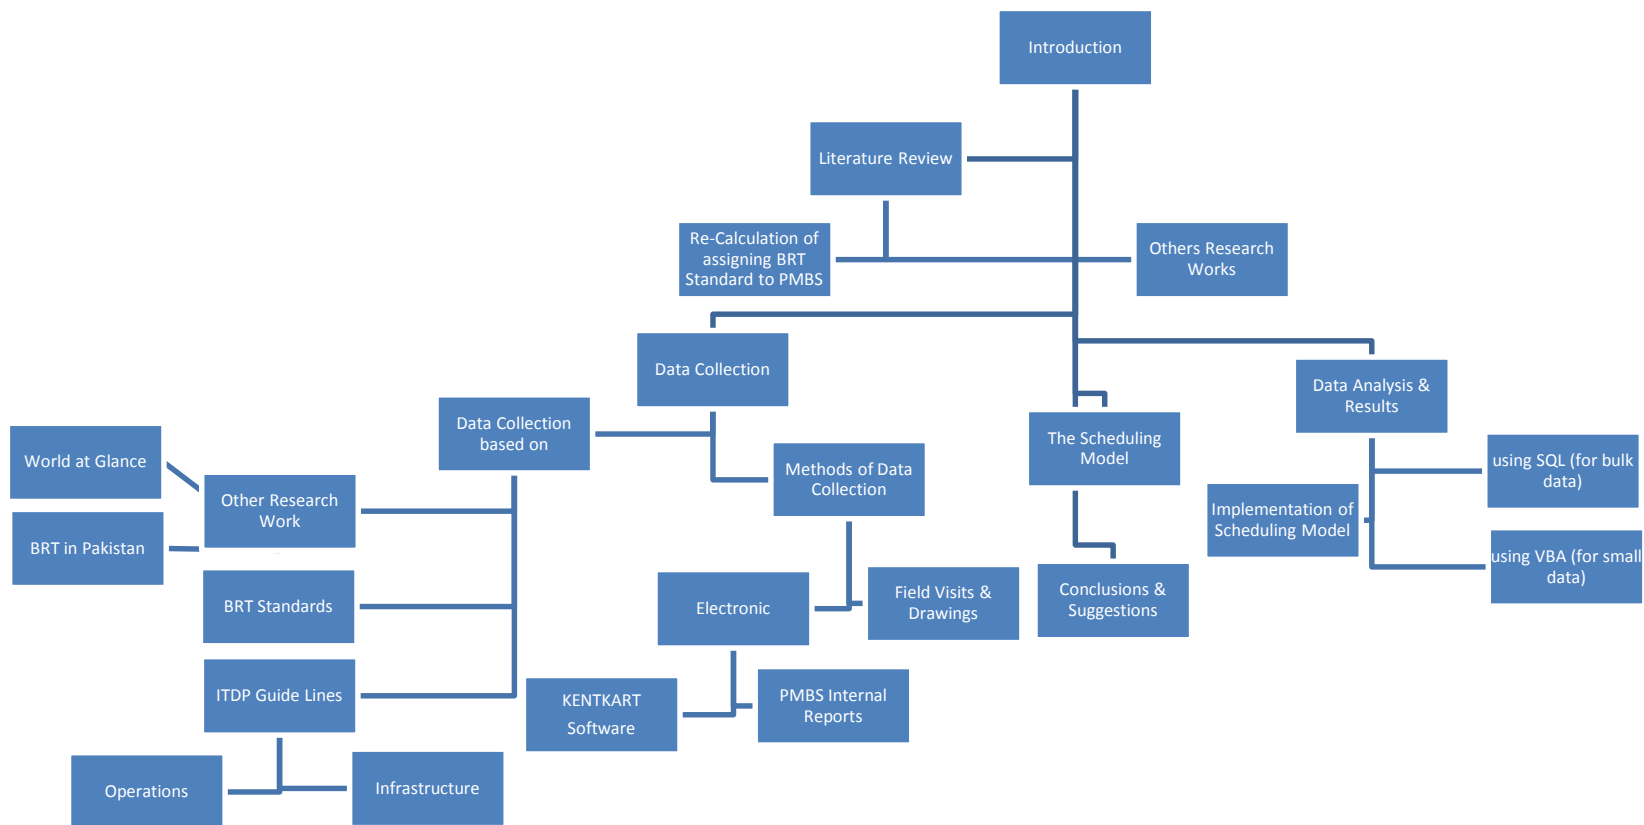 Introduction
Literature Review
Re-Calculation of
assigning BRT
Standard to PMBS
Others Research
Works
Data Collection
Data Analysis &
Results
Data Collection
based on
The Scheduling
Model
World at Glance
Methods of Data
Collection
using SQL (for bulk
data)
Other Research
Work
Implementation of
Scheduling Model
BRT in Pakistan
using VBA (for small
data)
BRT Standards
Electronic
Field Visits &
Drawings
Conclusions &
Suggestions
ITDP Guide Lines
KENTKART
Software
PMBS Internal
Reports
Operations
Infrastructure